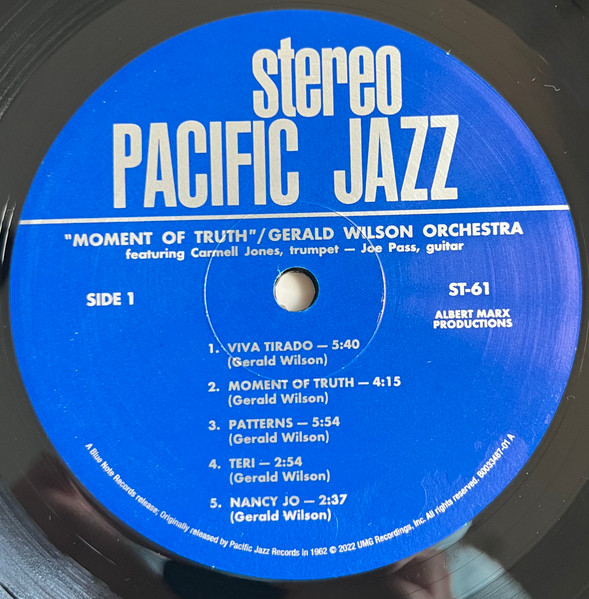 stereo
PACIFIC JAZZ
"MOMENT OF TRUTH"/GERALD WILSON ORCHESTRA
featuring Carmell Jones, trumpet — Joe Pass, guitar
SIDE 1
ST-61
ALBERT MARX
PRODUCTIONS
1. VIVA TIRADO — 5:40
(Gerald Wilson)
2. MOMENT OF TRUTH — 4:15
(Gerald Wilson)
3. PATTERNS — 5:54
(Gerald Wilson)
4. TERI — 2:54
(Gerald Wilson)
5. NANCY JO — 2:37
(Gerald Wilson)
A Blue Note Records release; Originally released by Pacific Jazz Records in 1962 © 2022 UMG Recordings, Inc. All rights reserved. B0033487-01 A